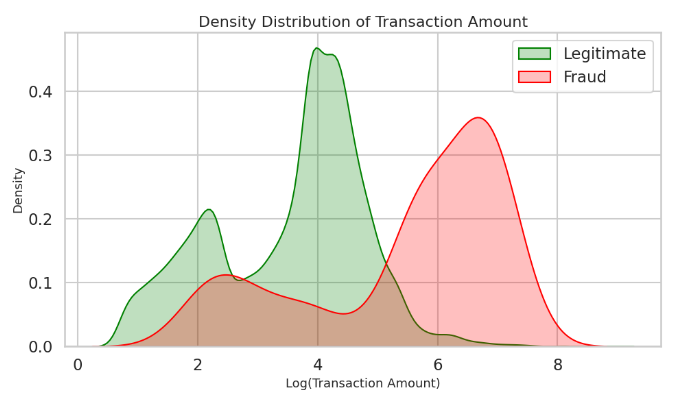 Density Distribution of Transaction Amount
Legitimate
Fraud
Density
0.4
0.3
0.2
0.1
0.0
0 2 4 6 8
Log(Transaction Amount)